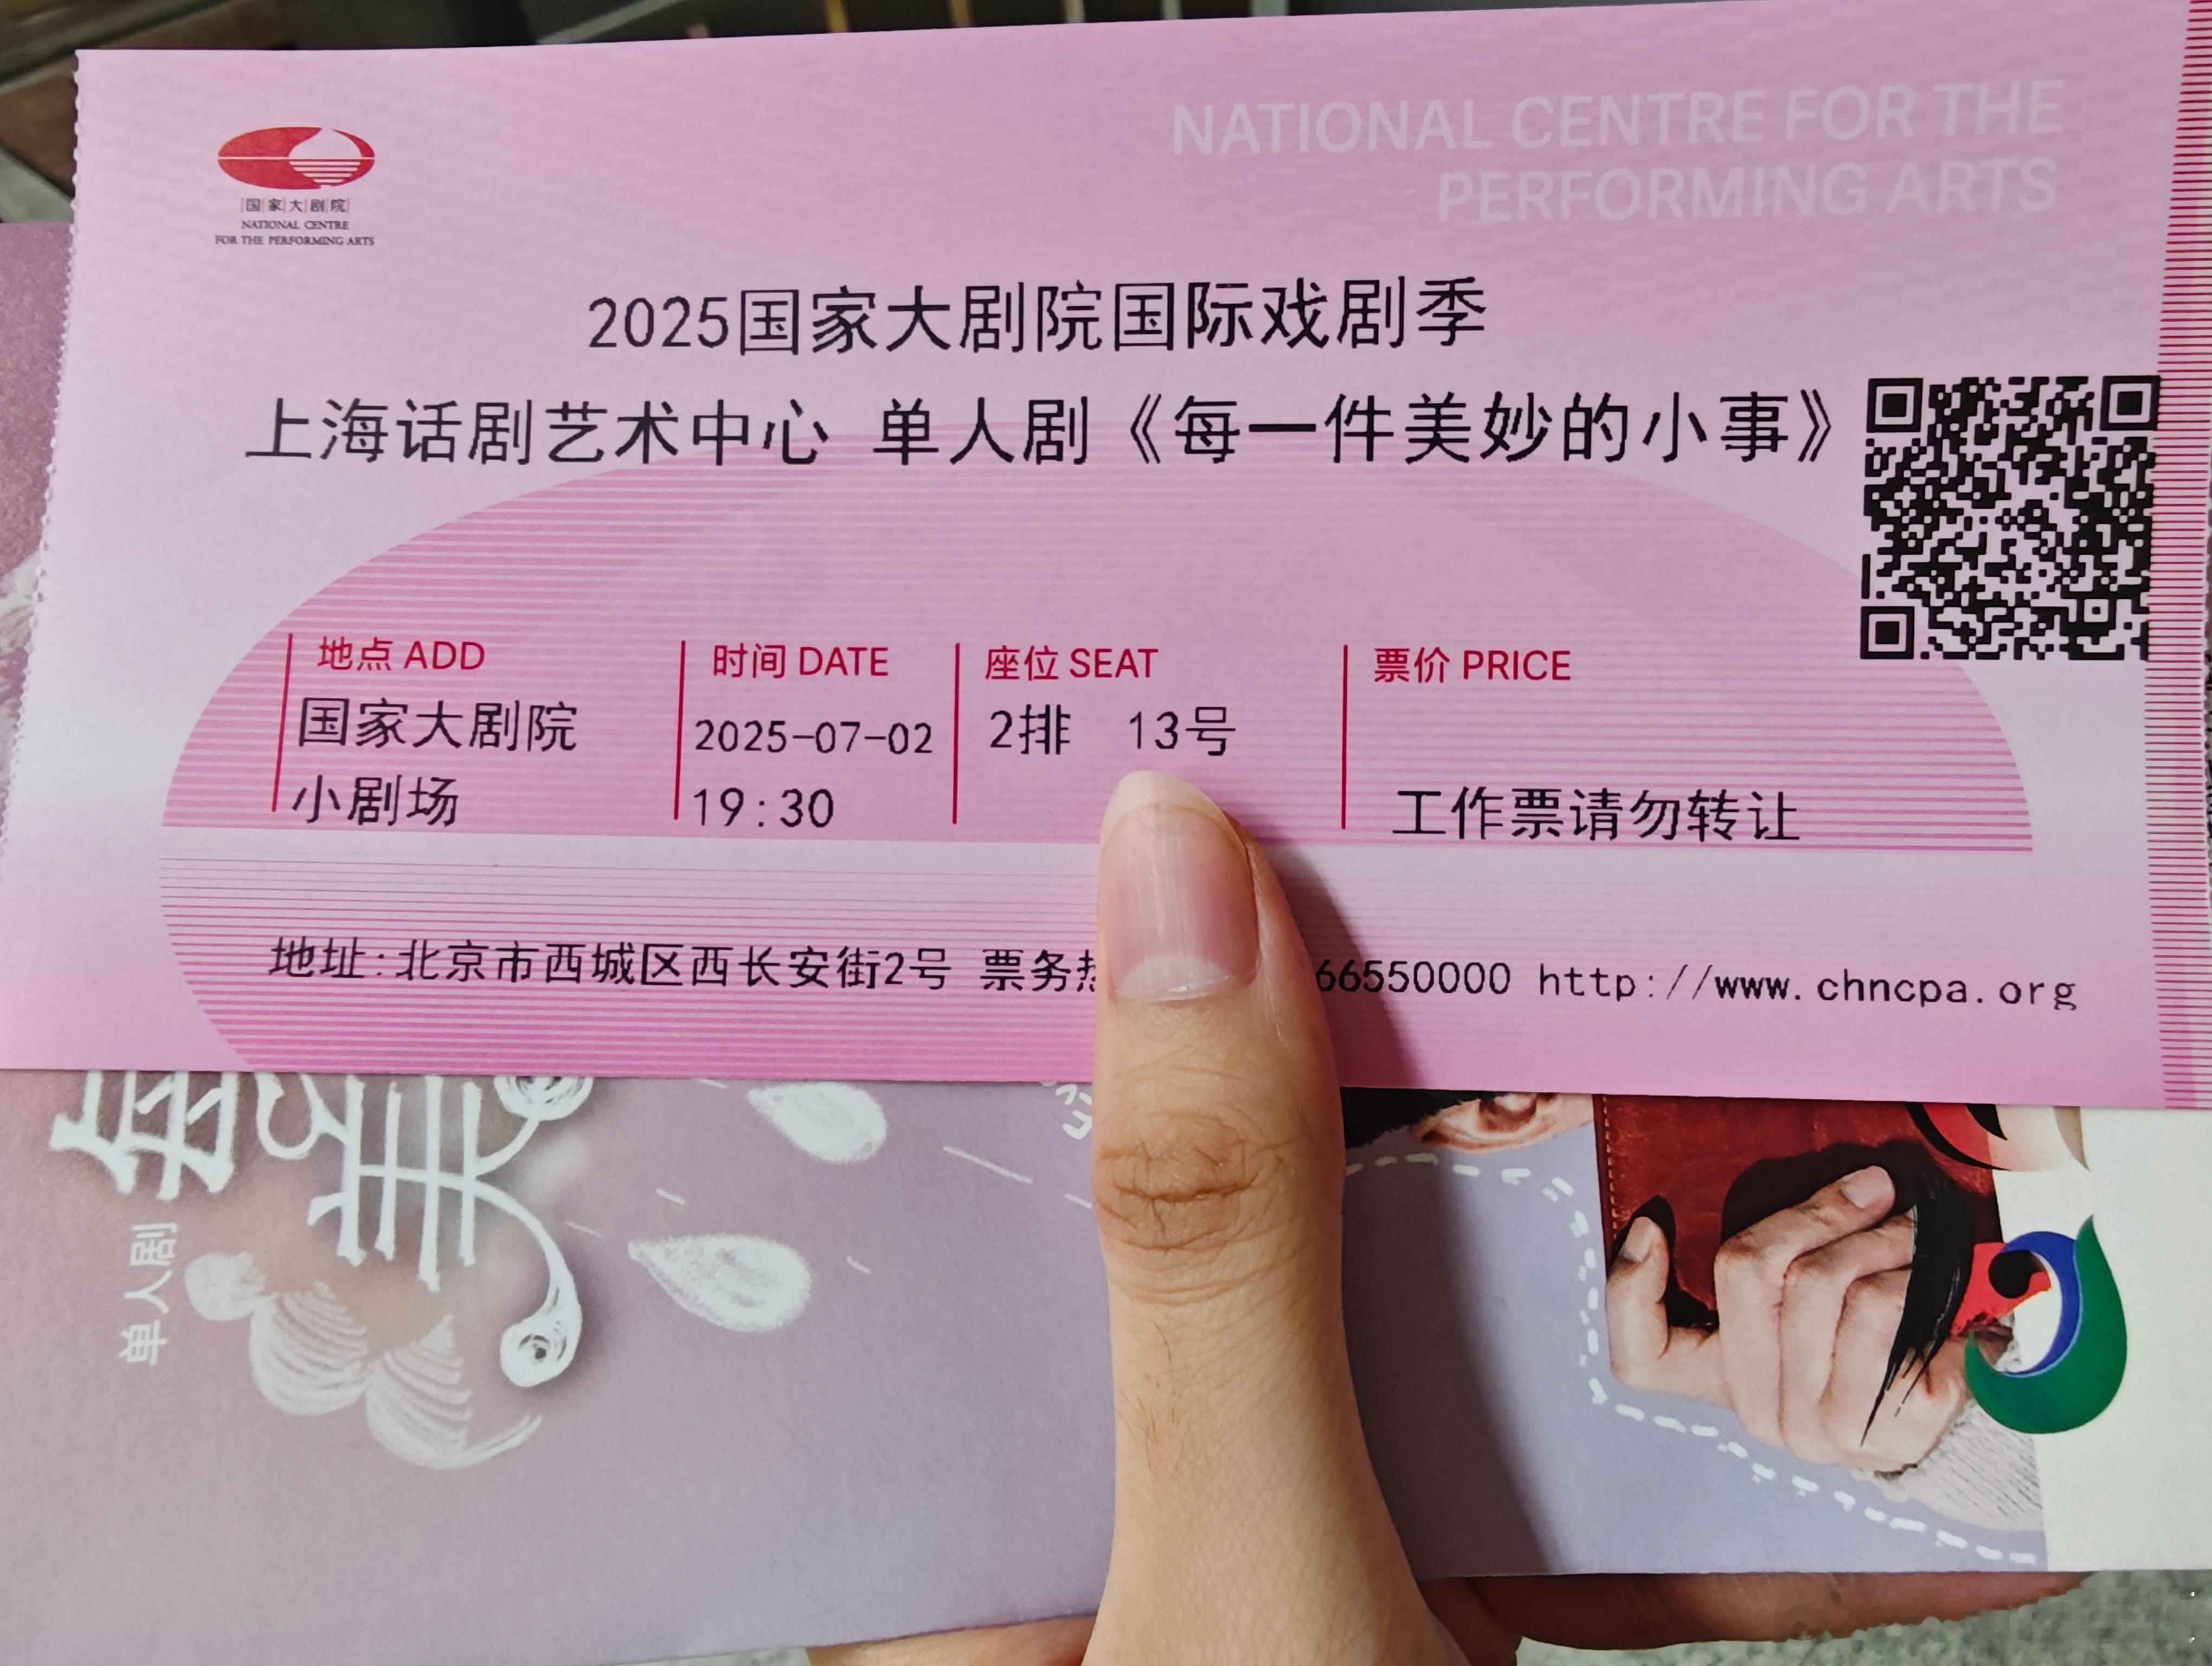 国家大剧院
NATIONAL CENTRE
FOR THE PERFORMING ARTS
NATIONAL CENTRE FOR THE
PERFORMING ARTS
2025国家大剧院国际戏剧季
上海话剧艺术中心 单人剧《每一件美妙的小事》
地点 ADD
国家大剧院
小剧场
时间 DATE
2025-07-02
19:30
座位 SEAT
2排 13号
票价 PRICE
工作票请勿转让
地址:北京市西城区西长安街2号 票务 66550000 http://www.chncpa.org
每
美
单人剧